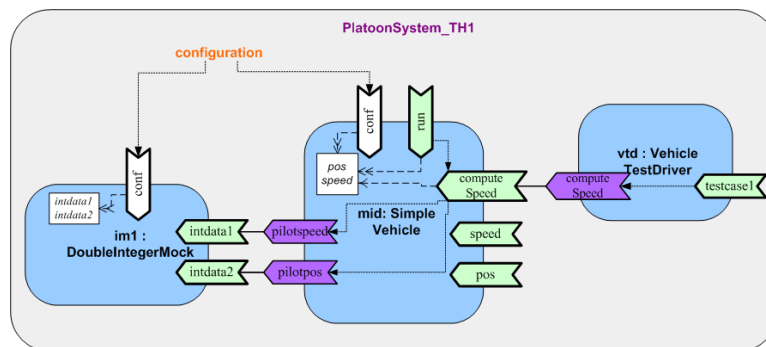 PlatoonSystem_TH1
configuration
conf
run
conf
pos
speed
compute
Speed
compute
Speed
vtd : Vehicle
TestDriver
testcase1
intdata1
intdata2
im1 :
DoubleIntegerMock
intdata1
pilotspeed
mid: Simple
Vehicle
speed
intdata2
pilotpos
pos